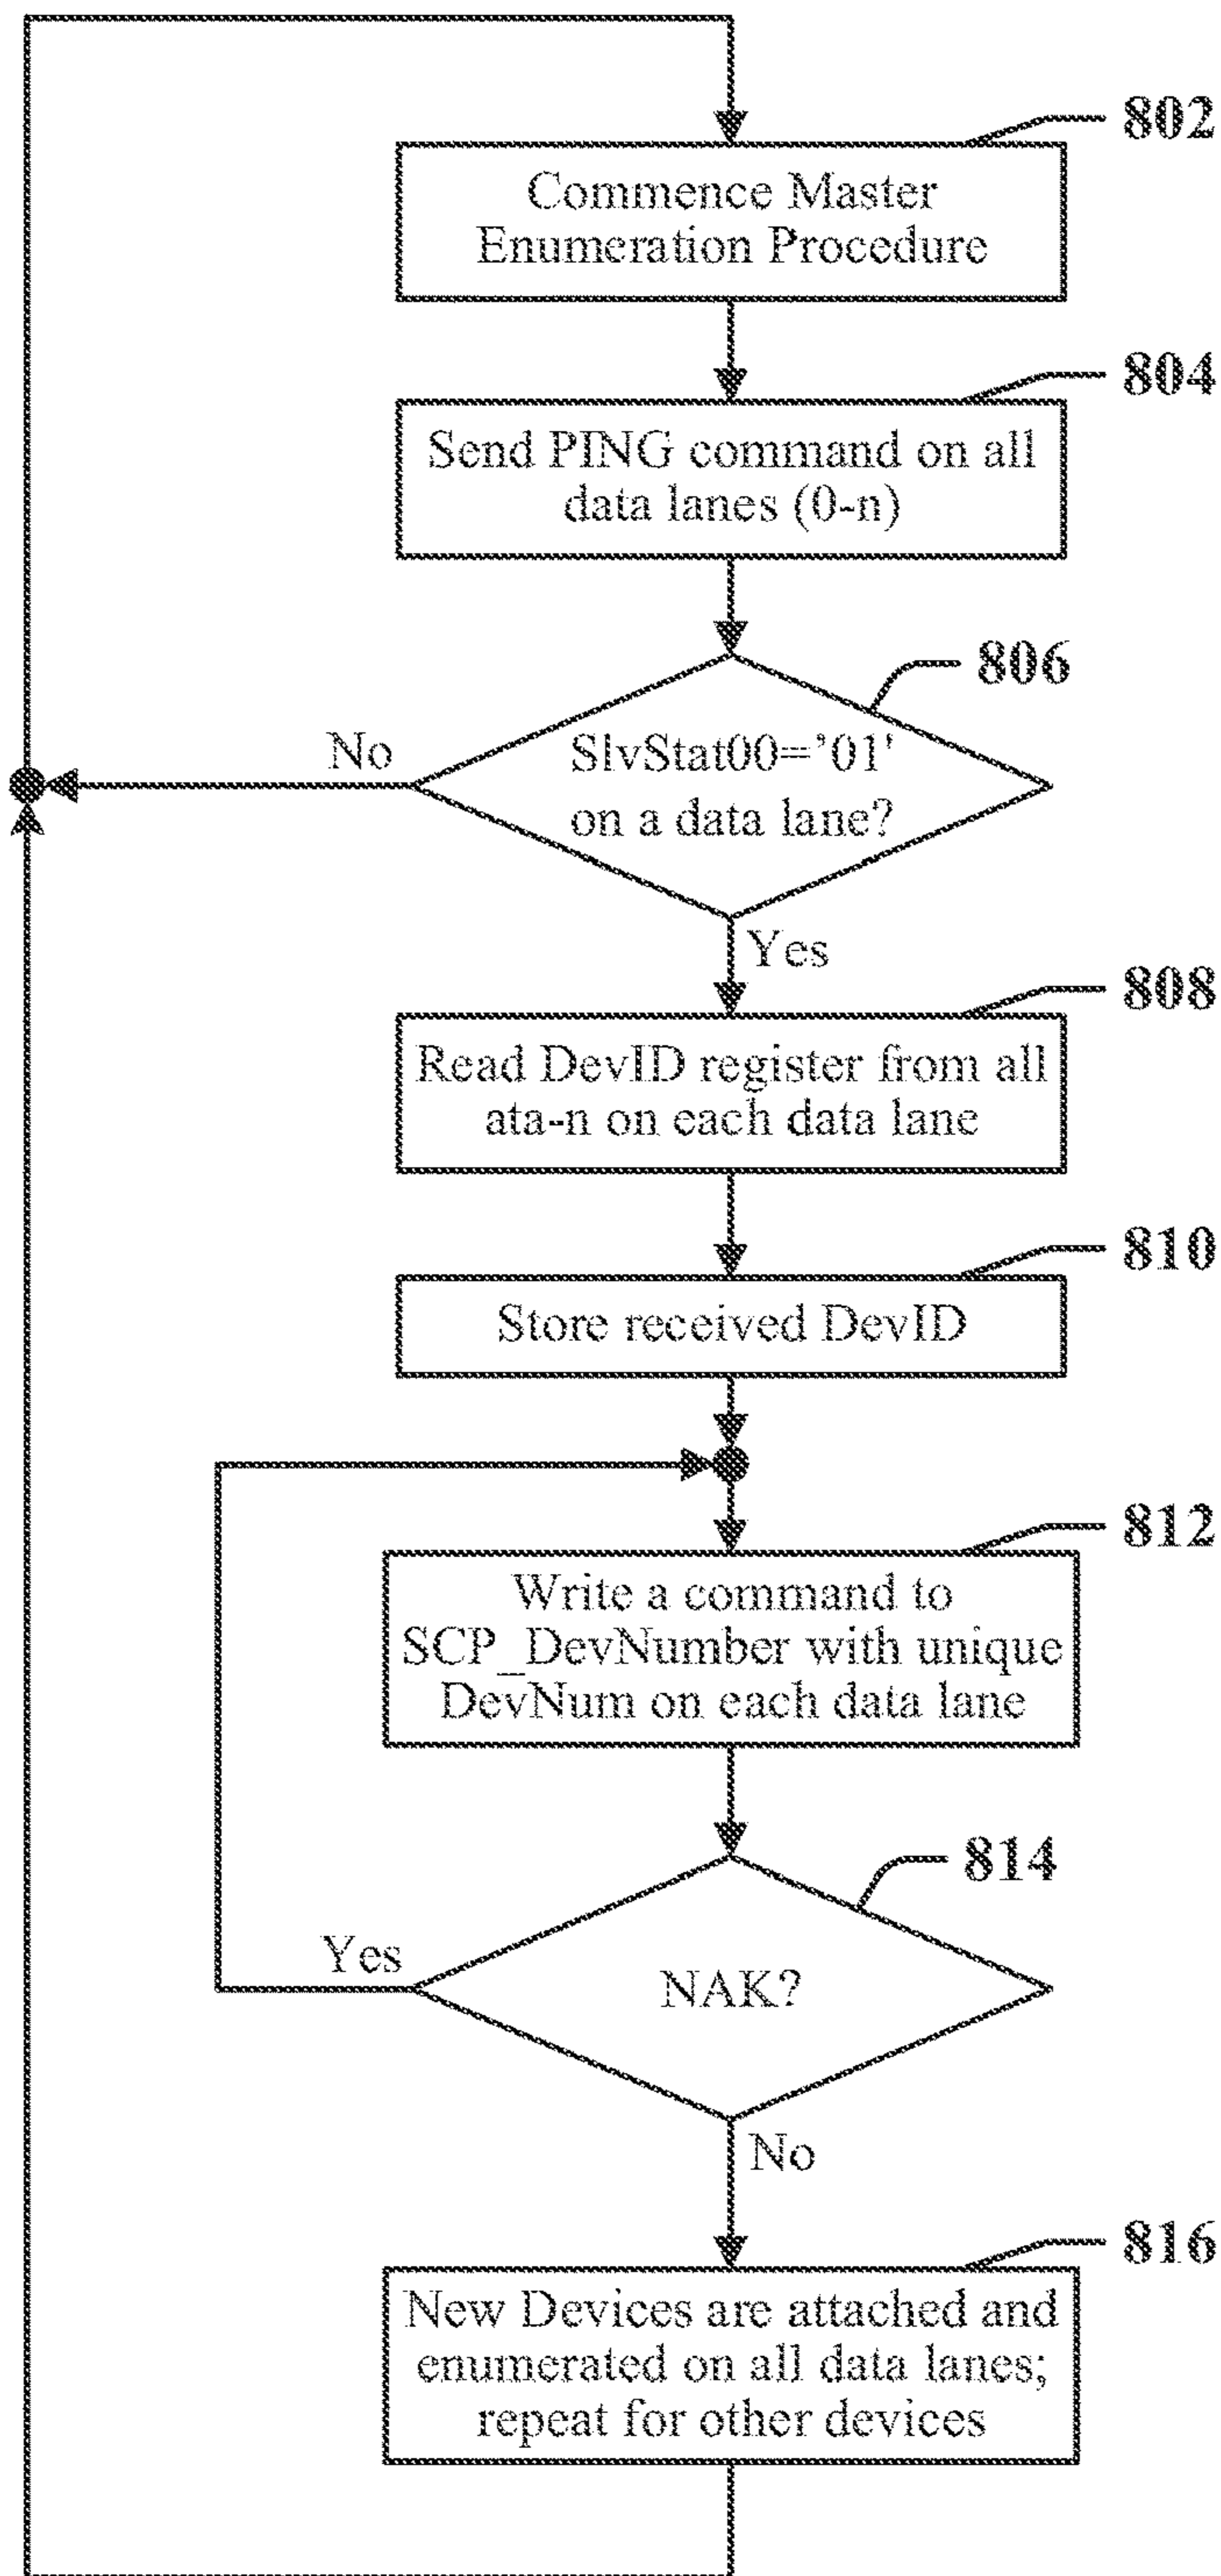 802
Commence Master
Enumeration Procedure
804
Send PING command on all
data lanes (0-n)
806
SlvStat00='01'
on a data lane?
No
Yes
808
Read DevID register from all
ata-n on each data lane
810
Store received DevID
812
Write a command to
SCP_DevNumber with unique
DevNum on each data lane
814
NAK?
Yes
No
816
New Devices are attached and
enumerated on all data lanes;
repeat for other devices